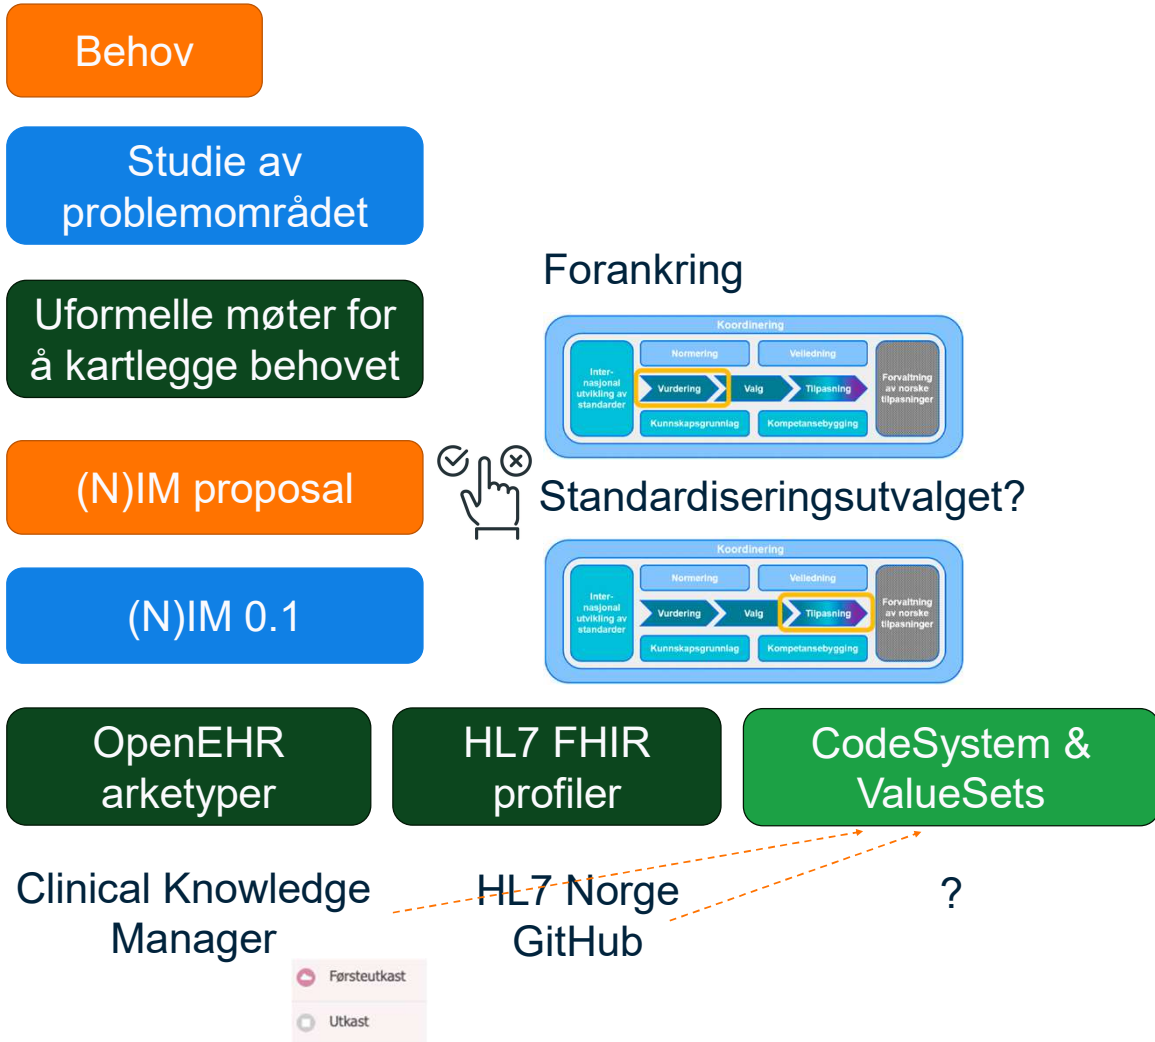 Behov
Studie av
problemområdet
Uformelle møter for
å kartlegge behovet
Forankring
Koordinering
Inter-
nasjonal
utvikling av
standarder
Normering
Veiledning
Vurdering
Valg
Tilpasning
Kunnskapsgrunnlag
Kompetansebygging
Forvaltning
av norske
tilpasninger
(N)IM proposal
Standardiseringsutvalget?
(N)IM 0.1
Koordinering
Inter-
nasjonal
utvikling av
standarder
Normering
Veiledning
Vurdering
Valg
Tilpasning
Kunnskapsgrunnlag
Kompetansebygging
Forvaltning
av norske
tilpasninger
OpenEHR
arketyper
HL7 FHIR
profiler
CodeSystem &
ValueSets
Clinical Knowledge
Manager
HL7 Norge
GitHub
?
Førsteutkast
Utkast